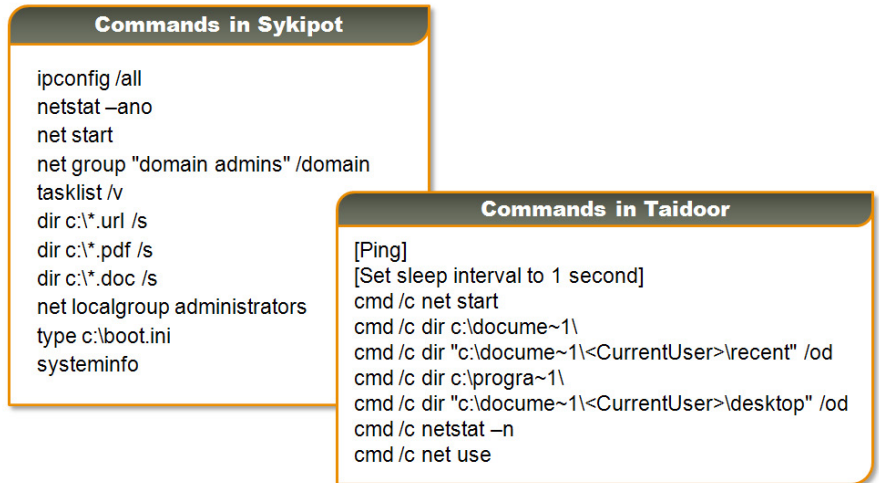 Commands in Sykipot
ipconfig /all
netstat –ano
net start
net group "domain admins" /domain
tasklist /v
dir c:\*.url /s
dir c:\*.pdf /s
dir c:\*.doc /s
net localgroup administrators
type c:\boot.ini
systeminfo
Commands in Taidoor
[Ping]
[Set sleep interval to 1 second]
cmd /c net start
cmd /c dir c:\docume~1\
cmd /c dir "c:\docume~1\<CurrentUser>\recent" /od
cmd /c dir c:\progra~1\
cmd /c dir "c:\docume~1\<CurrentUser>\desktop" /od
cmd /c netstat –n
cmd /c net use